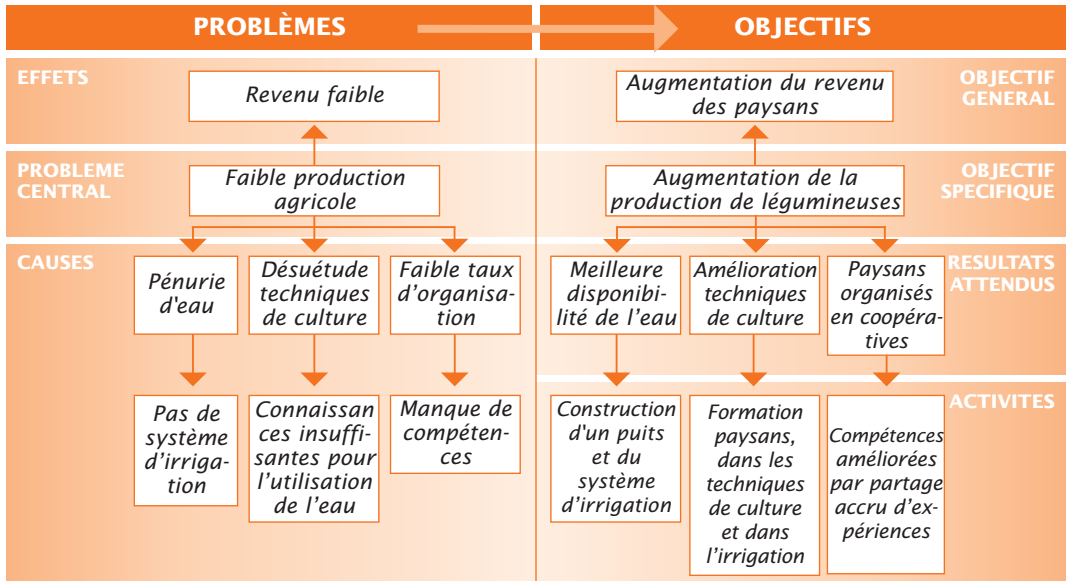 PROBLÈMES
OBJECTIFS
EFFETS
Revenu faible
Augmentation du revenu
des paysans
OBJECTIF
GENERAL
PROBLEME
CENTRAL
Faible production
agricole
Augmentation de la
production de légumineuses
OBJECTIF
SPECIFIQUE
CAUSES
Pénurie
d'eau
Désuétude
techniques
de culture
Faible taux
d'organisa-
tion
Meilleure
disponibi-
lité de l'eau
Amélioration
techniques
de culture
Paysans
organisés
en coopéra-
tives
RESULTATS
ATTENDUS
Pas de
système
d'irriga-
tion
Connaissan
ces insuffi-
santes pour
l'utilisation
de l'eau
Manque de
compéten-
ces
Construction
d'un puits
et du
système
d'irrigation
Formation
paysans,
dans les
techniques
de culture
et dans
l'irrigation
Compétences
améliorées
par partage
accru d'ex-
périences
ACTIVITES